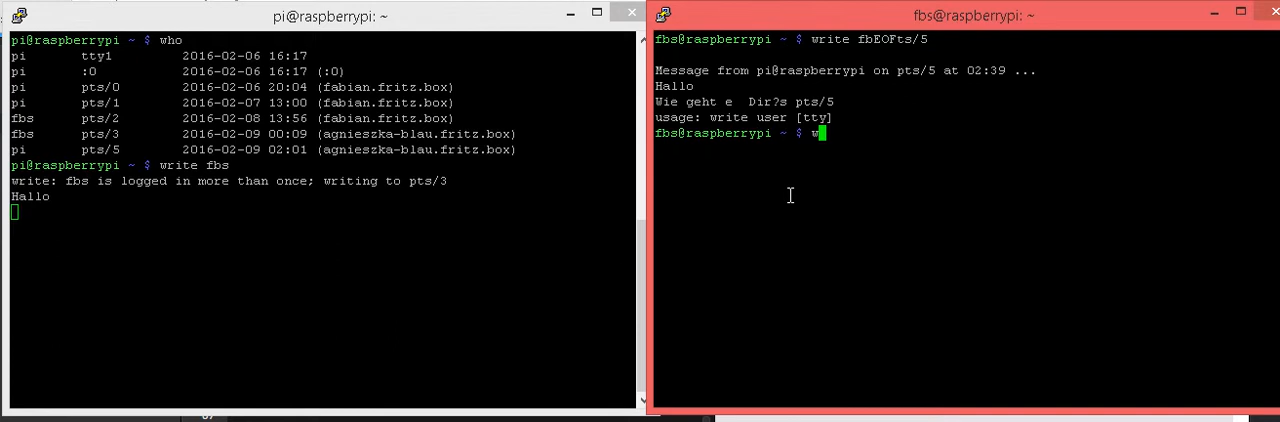 pi@raspberrypi: ~
pi@raspberrypi ~ $ who
pi       tty1         2016-02-06 16:17
pi       :0           2016-02-06 16:17 (:0)
pi       pts/0        2016-02-06 20:04 (fabian.fritz.box)
pi       pts/1        2016-02-07 13:00 (fabian.fritz.box)
fbs      pts/2        2016-02-08 13:56 (fabian.fritz.box)
fbs      pts/3        2016-02-09 00:09 (agnieszka-blau.fritz.box)
pi       pts/5        2016-02-09 02:01 (agnieszka-blau.fritz.box)
pi@raspberrypi ~ $ write fbs
write: fbs is logged in more than once; writing to pts/3
Hallo
fbs@raspberrypi: ~
fbs@raspberrypi ~ $ write fbEOFts/5
Message from pi@raspberrypi on pts/5 at 02:39 ...
Hallo
Wie geht e  Dir?s pts/5
usage: write user [tty]
fbs@raspberrypi ~ $ w